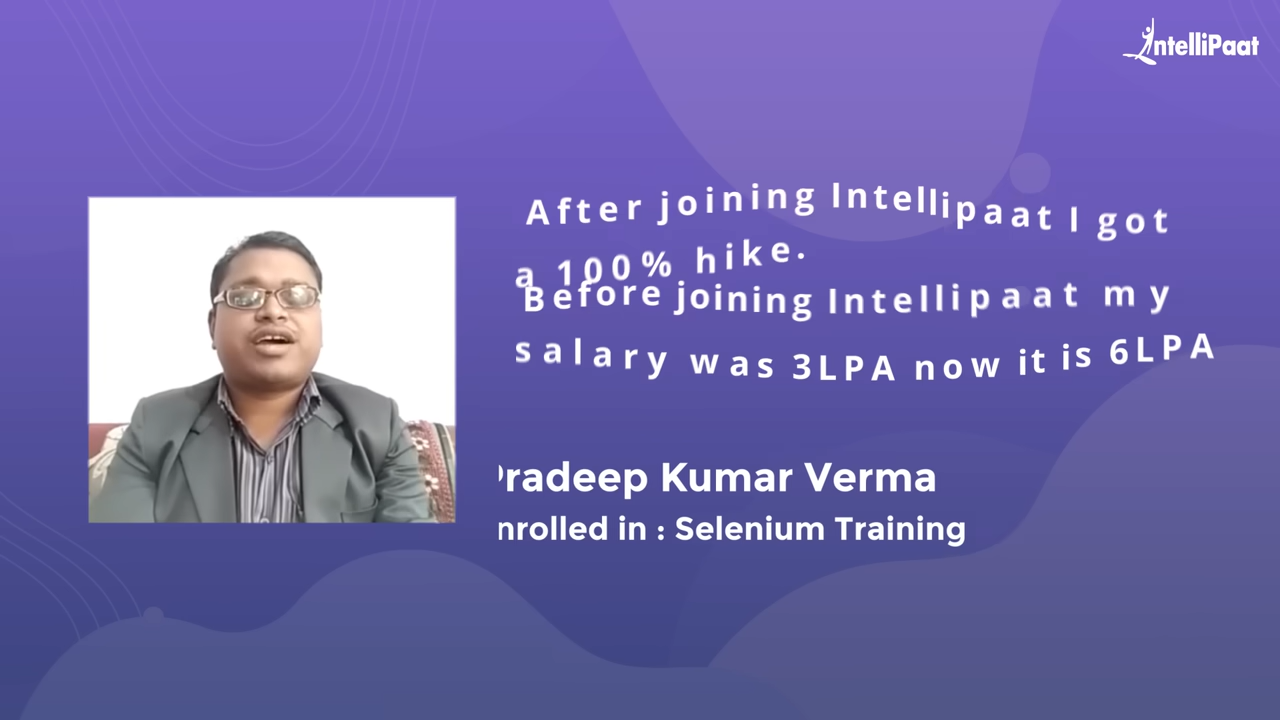 IntelliPaat
After joining Intellipaat I got
a 100% hike.
Before joining Intellipaat my
salary was 3LPA now it is 6LPA
radeep Kumar Verma
nrolled in : Selenium Training